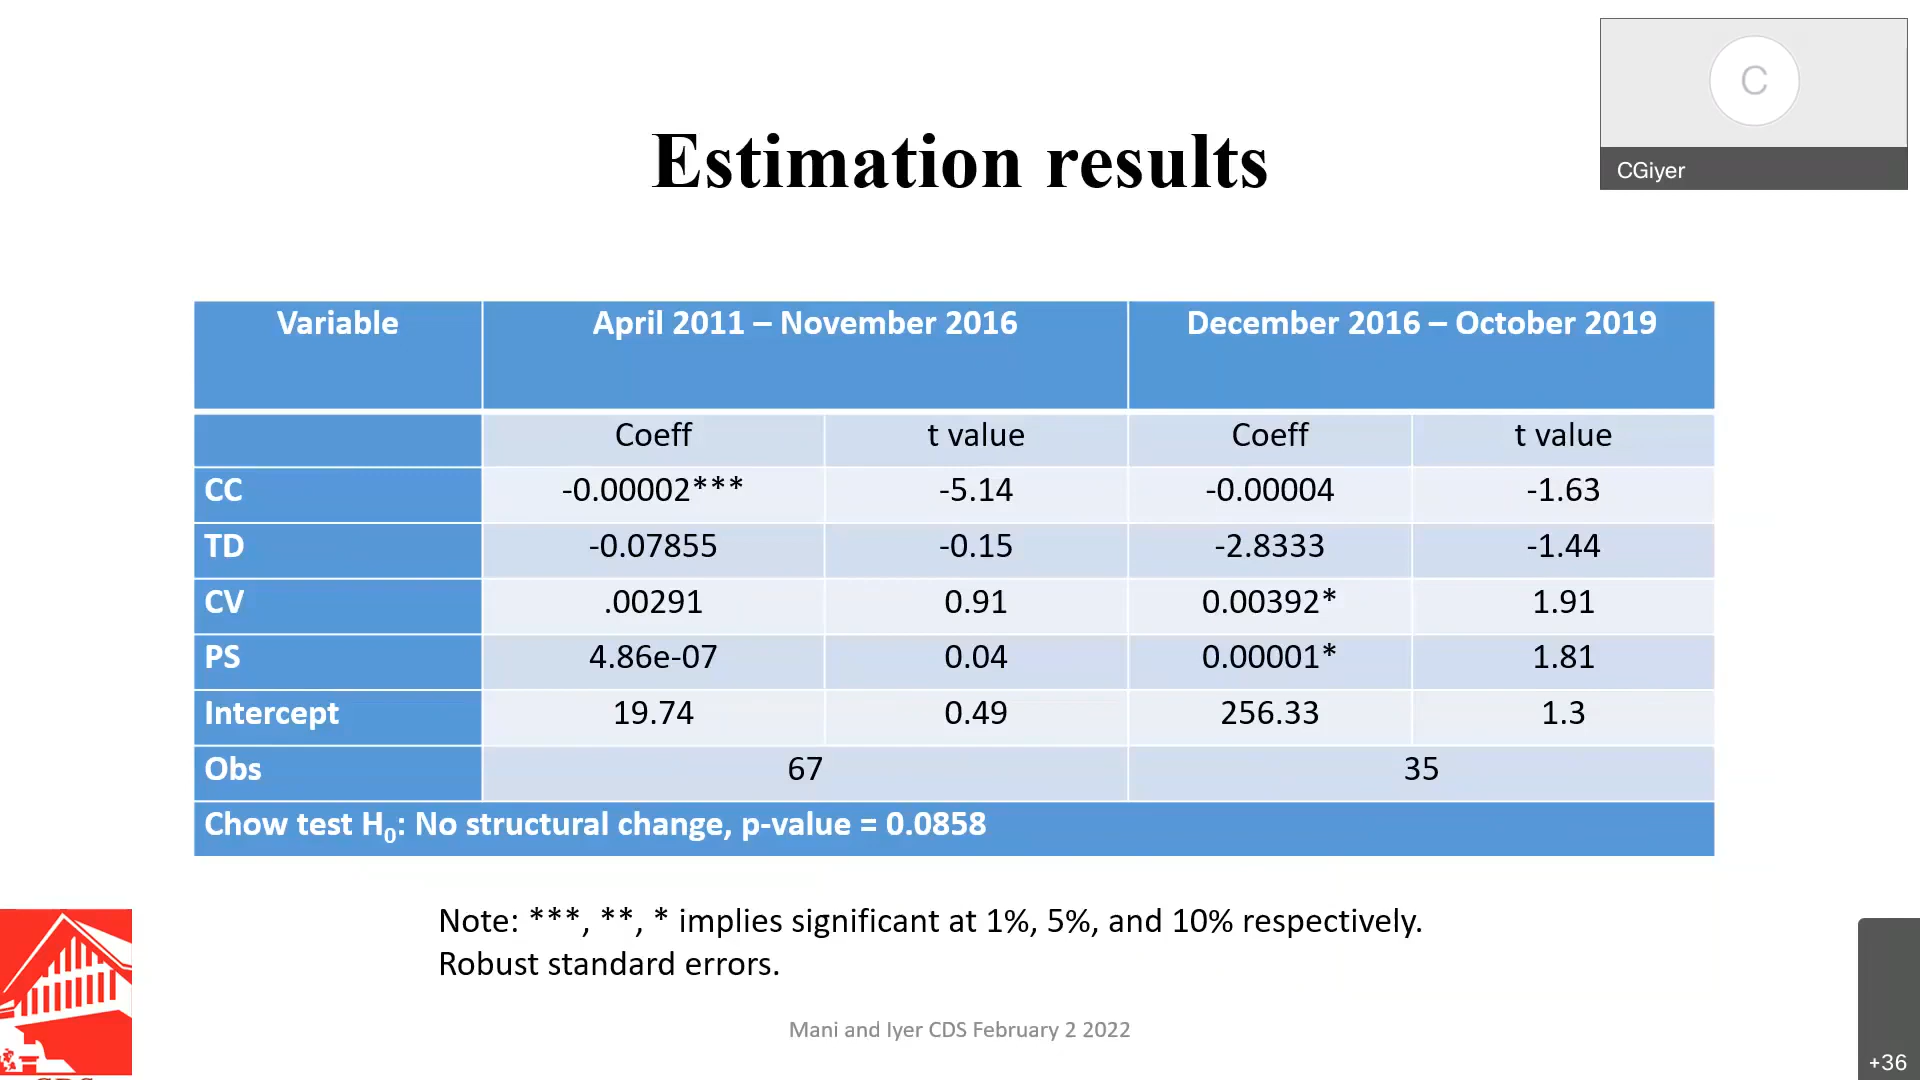 C
CGiyer
Estimation results
Variable April 2011 – November 2016 December 2016 – October 2019
Coeff t value Coeff t value
CC -0.00002*** -5.14 -0.00004 -1.63
TD -0.07855 -0.15 -2.8333 -1.44
CV .00291 0.91 0.00392* 1.91
PS 4.86e-07 0.04 0.00001* 1.81
Intercept 19.74 0.49 256.33 1.3
Obs 67 35
Chow test H₀: No structural change, p-value = 0.0858
Note: ***, **, * implies significant at 1%, 5%, and 10% respectively.
Robust standard errors.
Mani and Iyer CDS February 2 2022
+36